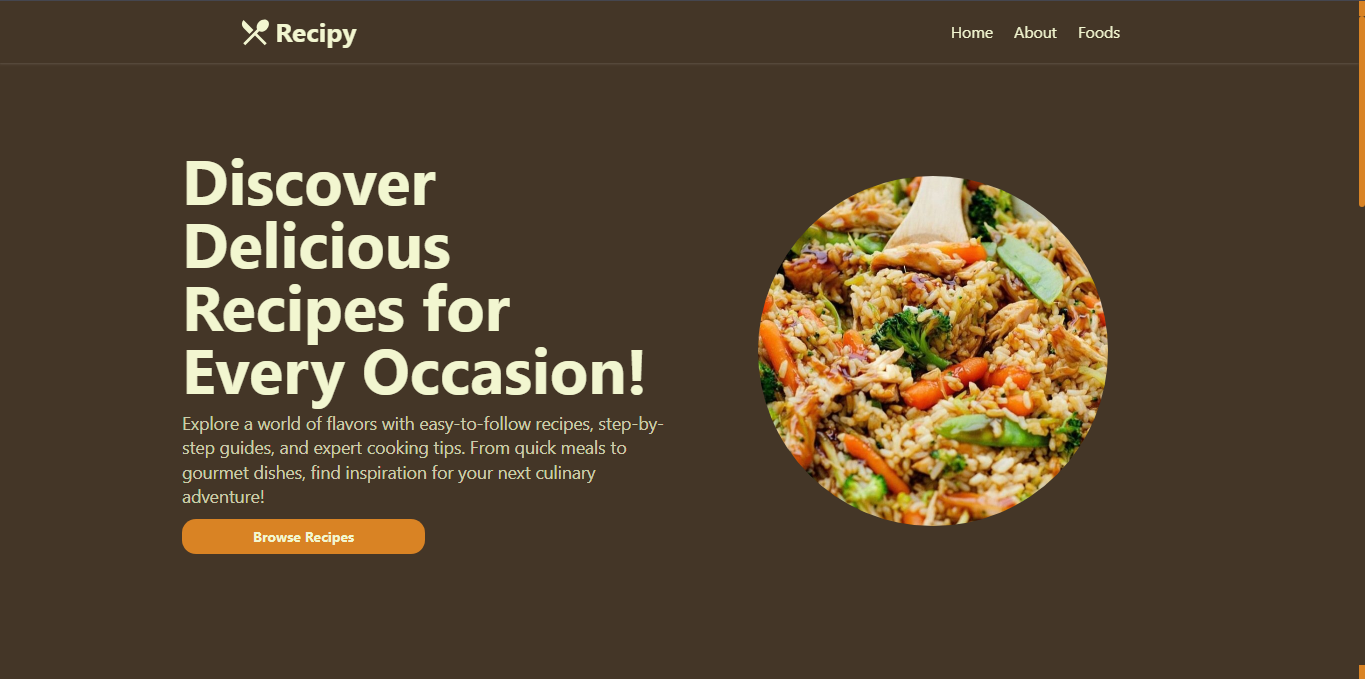 Recipy
Home About Foods
Discover
Delicious
Recipes for
Every Occasion!
Explore a world of flavors with easy-to-follow recipes, step-by-
step guides, and expert cooking tips. From quick meals to
gourmet dishes, find inspiration for your next culinary
adventure!
Browse Recipes